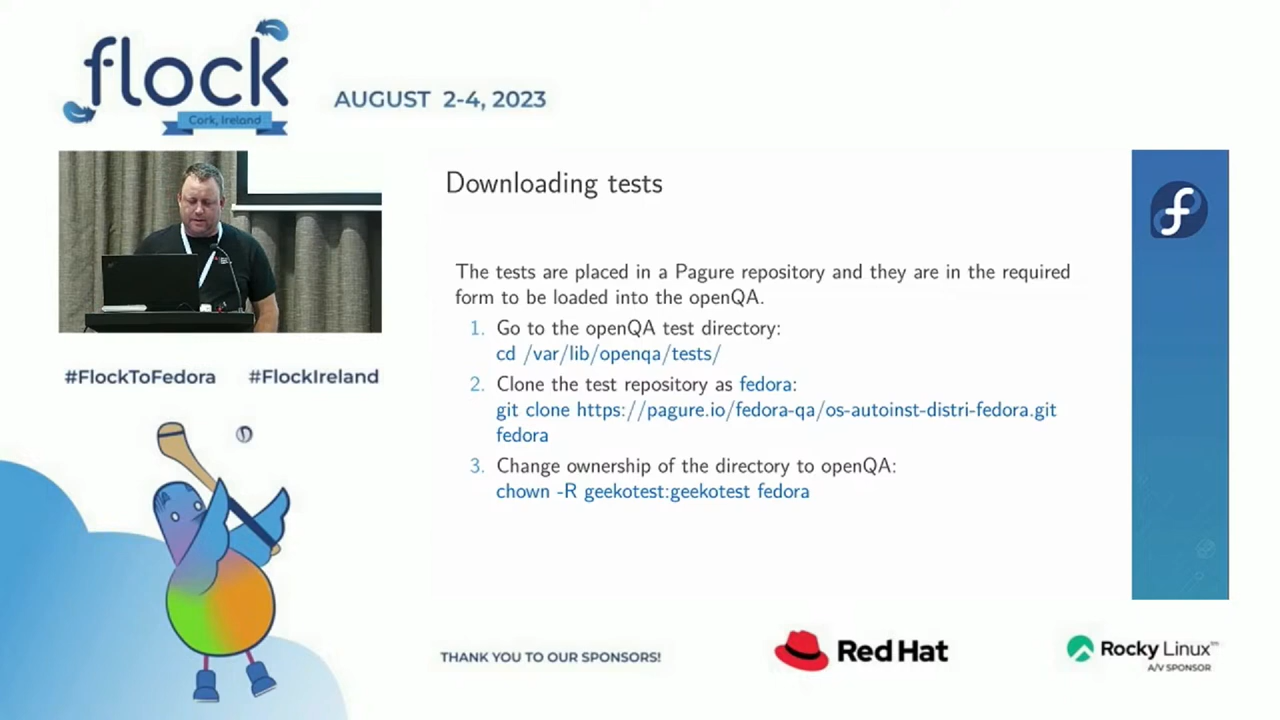 flock
Cork, Ireland
AUGUST 2-4, 2023
Downloading tests
The tests are placed in a Pagure repository and they are in the required
form to be loaded into the openQA.
1. Go to the openQA test directory:
cd /var/lib/openqa/tests/
2. Clone the test repository as fedora:
git clone https://pagure.io/fedora-qa/os-autoinst-distri-fedora.git
fedora
3. Change ownership of the directory to openQA:
chown -R geekotest:geekotest fedora
#FlockToFedora #FlockIreland
THANK YOU TO OUR SPONSORS!
Red Hat
Rocky Linux™
A/V SPONSOR